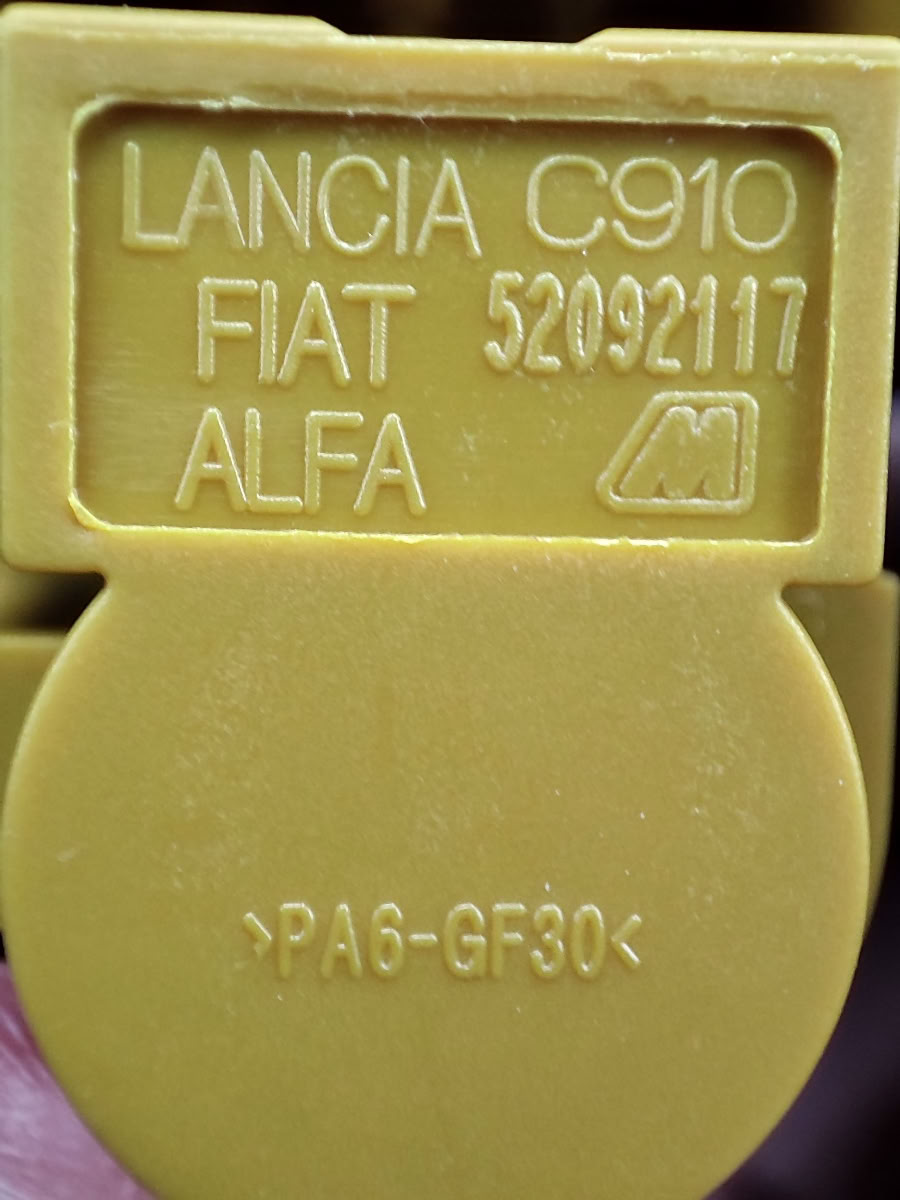 LANCIA C910
FIAT 52092117
ALFA M
>PA6-GF30<